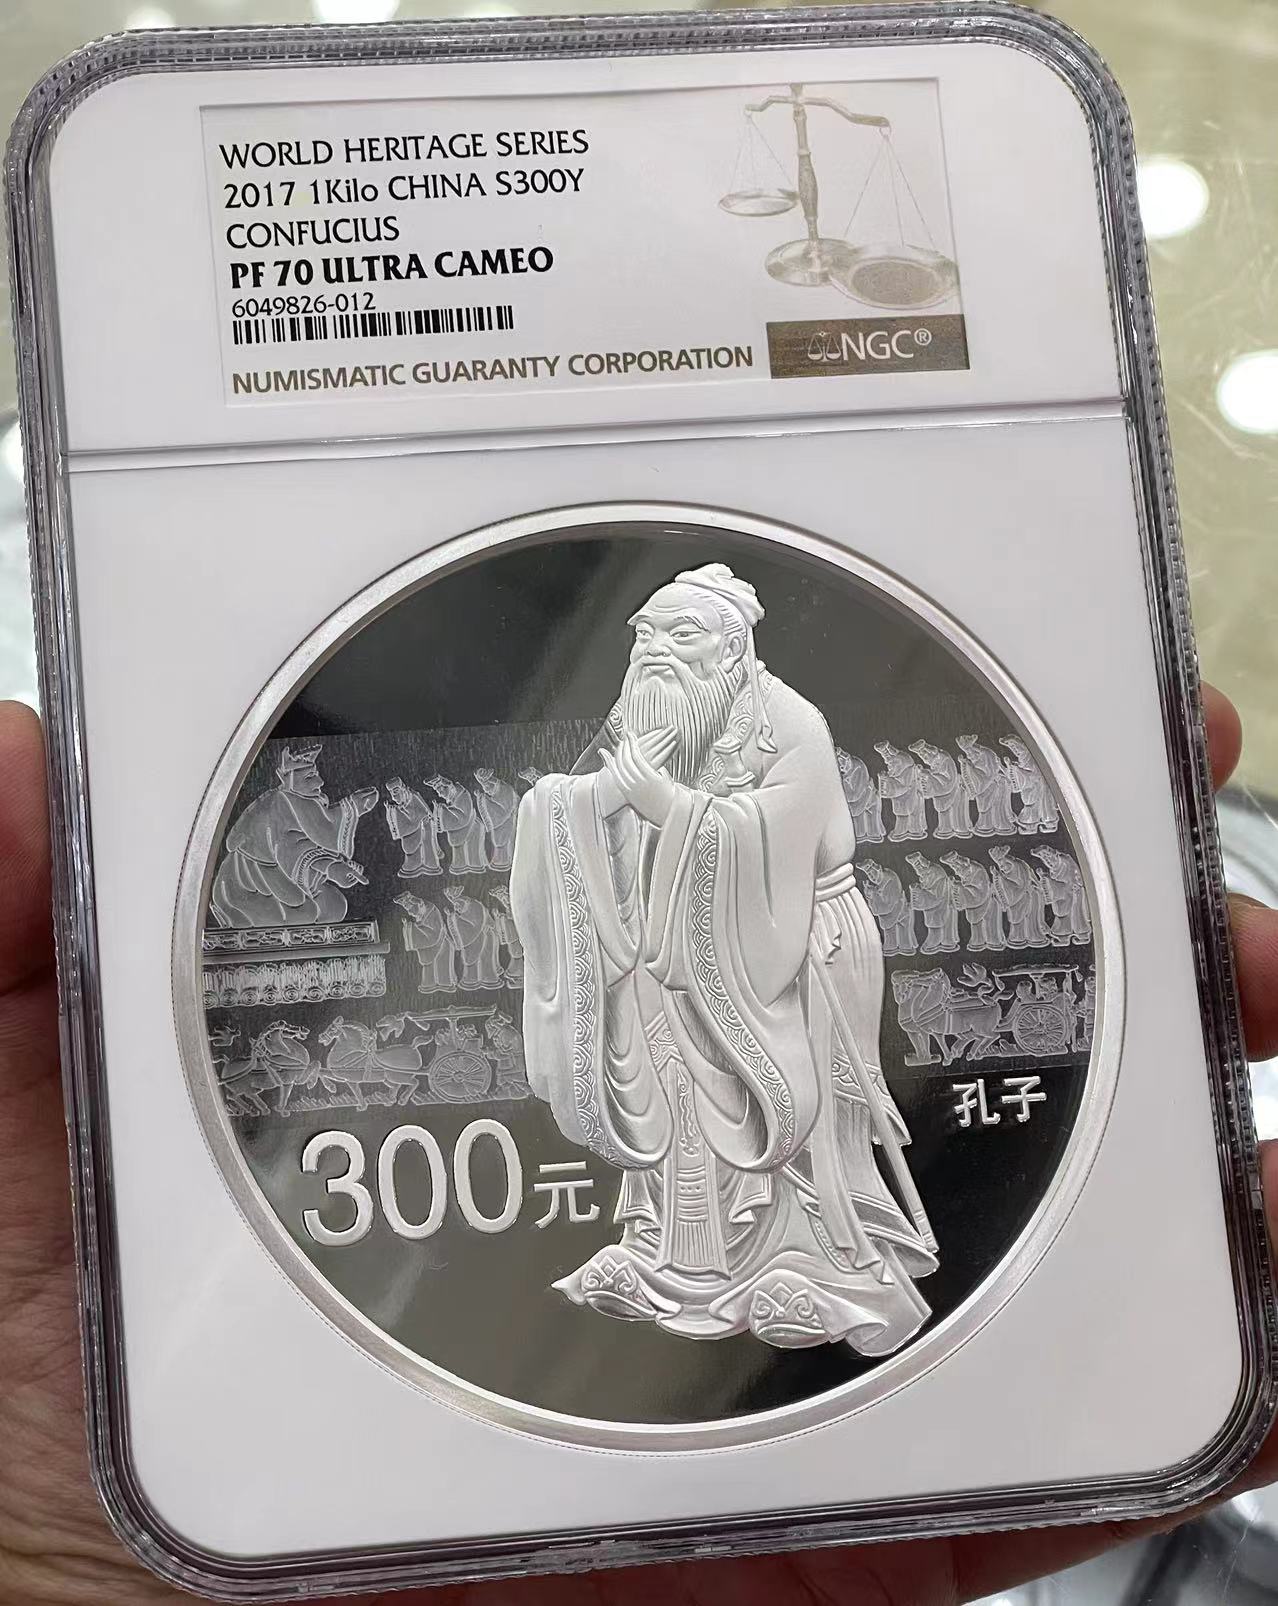 WORLD HERITAGE SERIES
2017 1Kilo CHINA S300Y
CONFUCIUS
PF 70 ULTRA CAMEO
6049826-012
NUMISMATIC GUARANTY CORPORATION
NGC®
孔子
300元